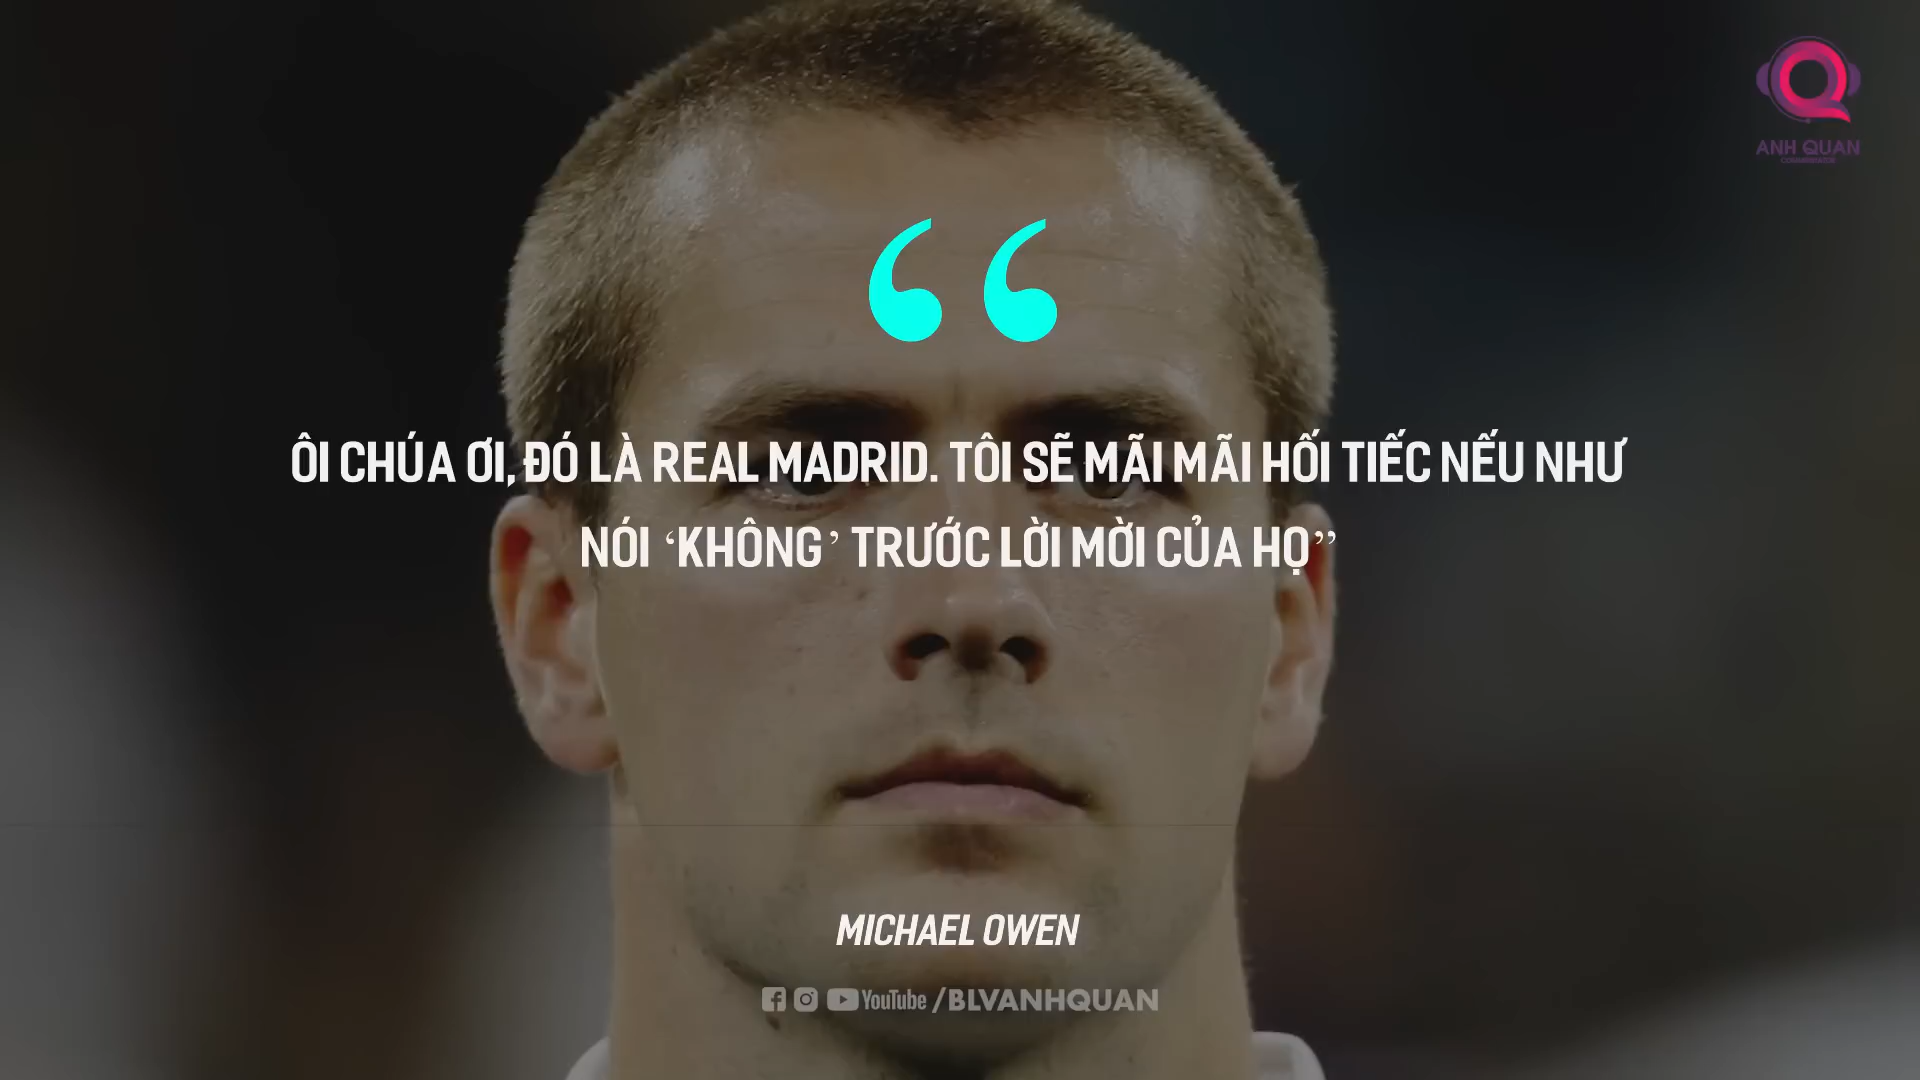 ANH QUAN
COMMENTATOR
“
ÔI CHÚA ƠI, ĐÓ LÀ REAL MADRID. TÔI SẼ MÃI MÃI HỐI TIẾC NẾU NHƯ
NÓI ‘KHÔNG’ TRƯỚC LỜI MỜI CỦA HỌ”
MICHAEL OWEN
YouTube /BLVANHQUAN